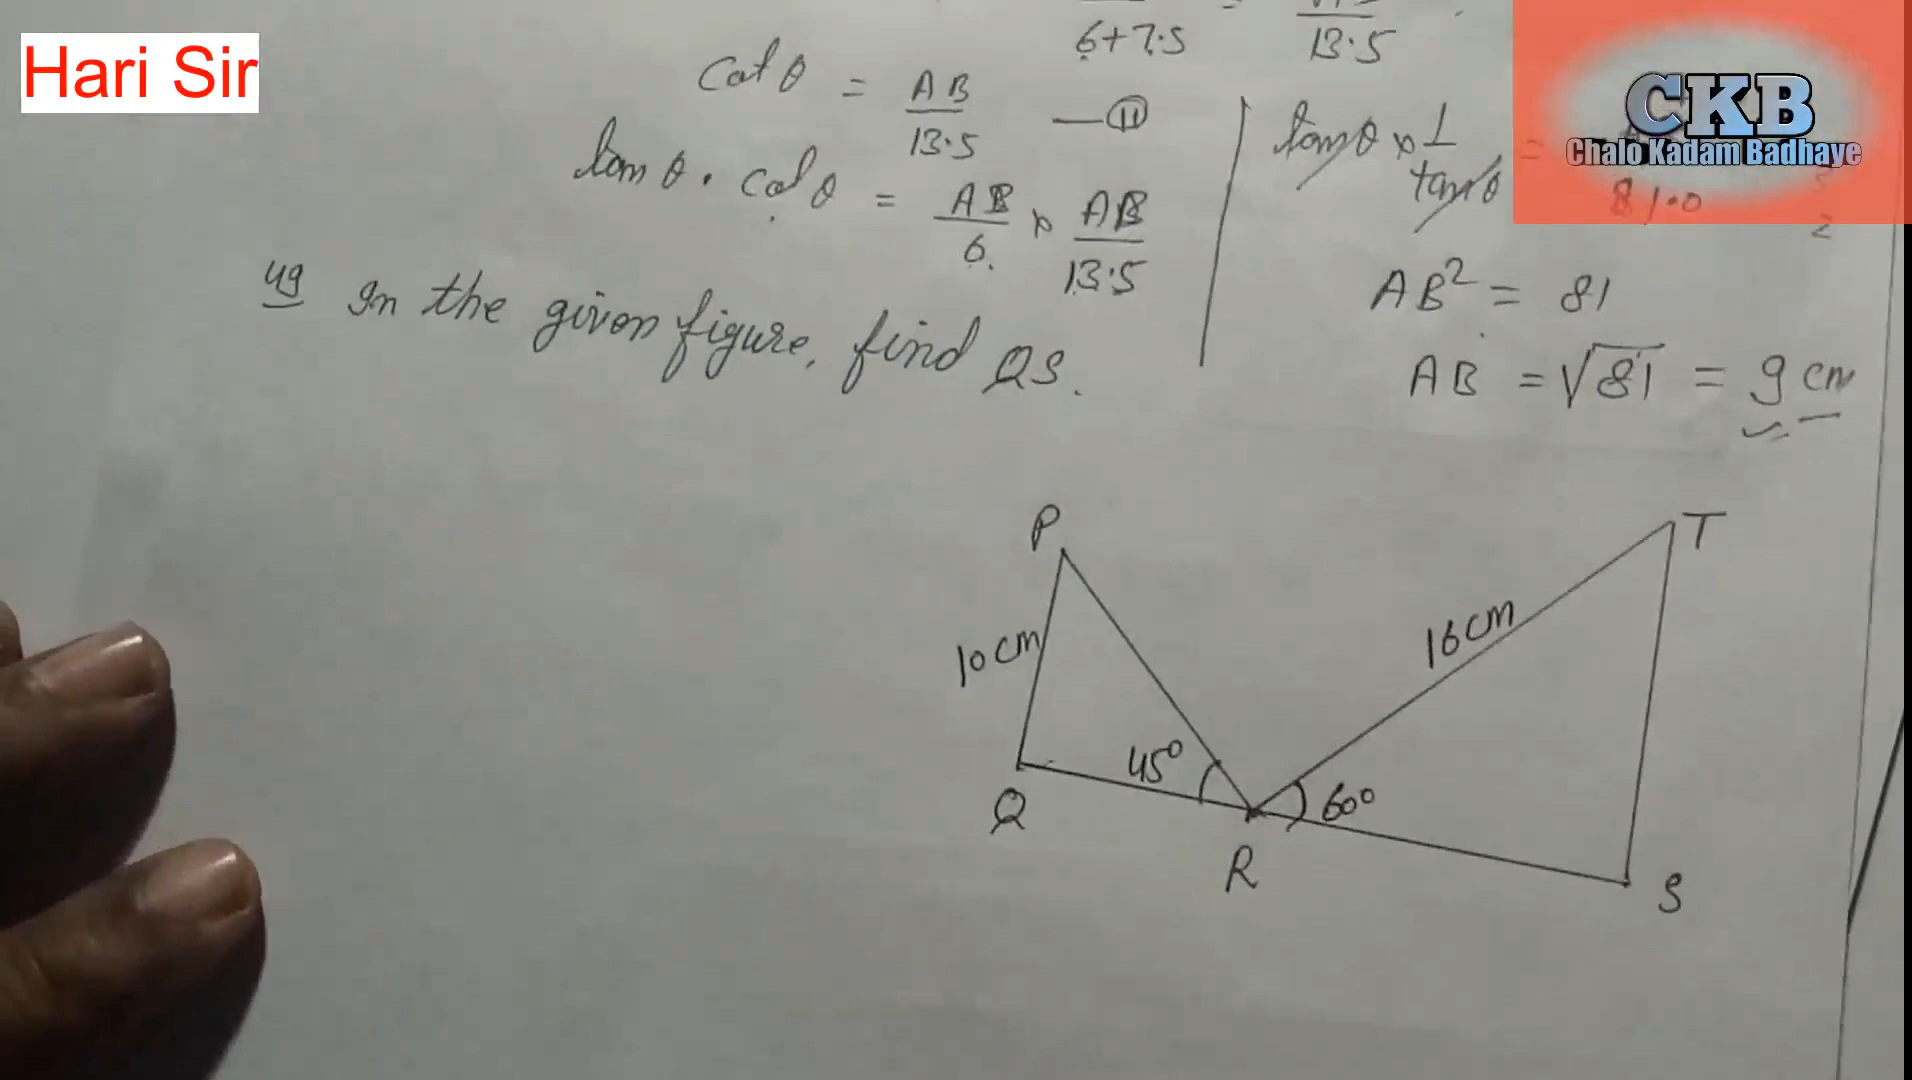 Hari Sir
CKB
Chalo Kadam Badhaye
6+7.5 = 13.5
cot θ = AB/13.5 —(II)
tan θ · cot θ = AB/6 × AB/13.5
tan θ × 1/tan θ =
81.0
AB² = 81
AB = √81 = 9 cm
49 In the given figure, find QS.
P
T
10 cm
16 cm
45°
60°
Q
R
S